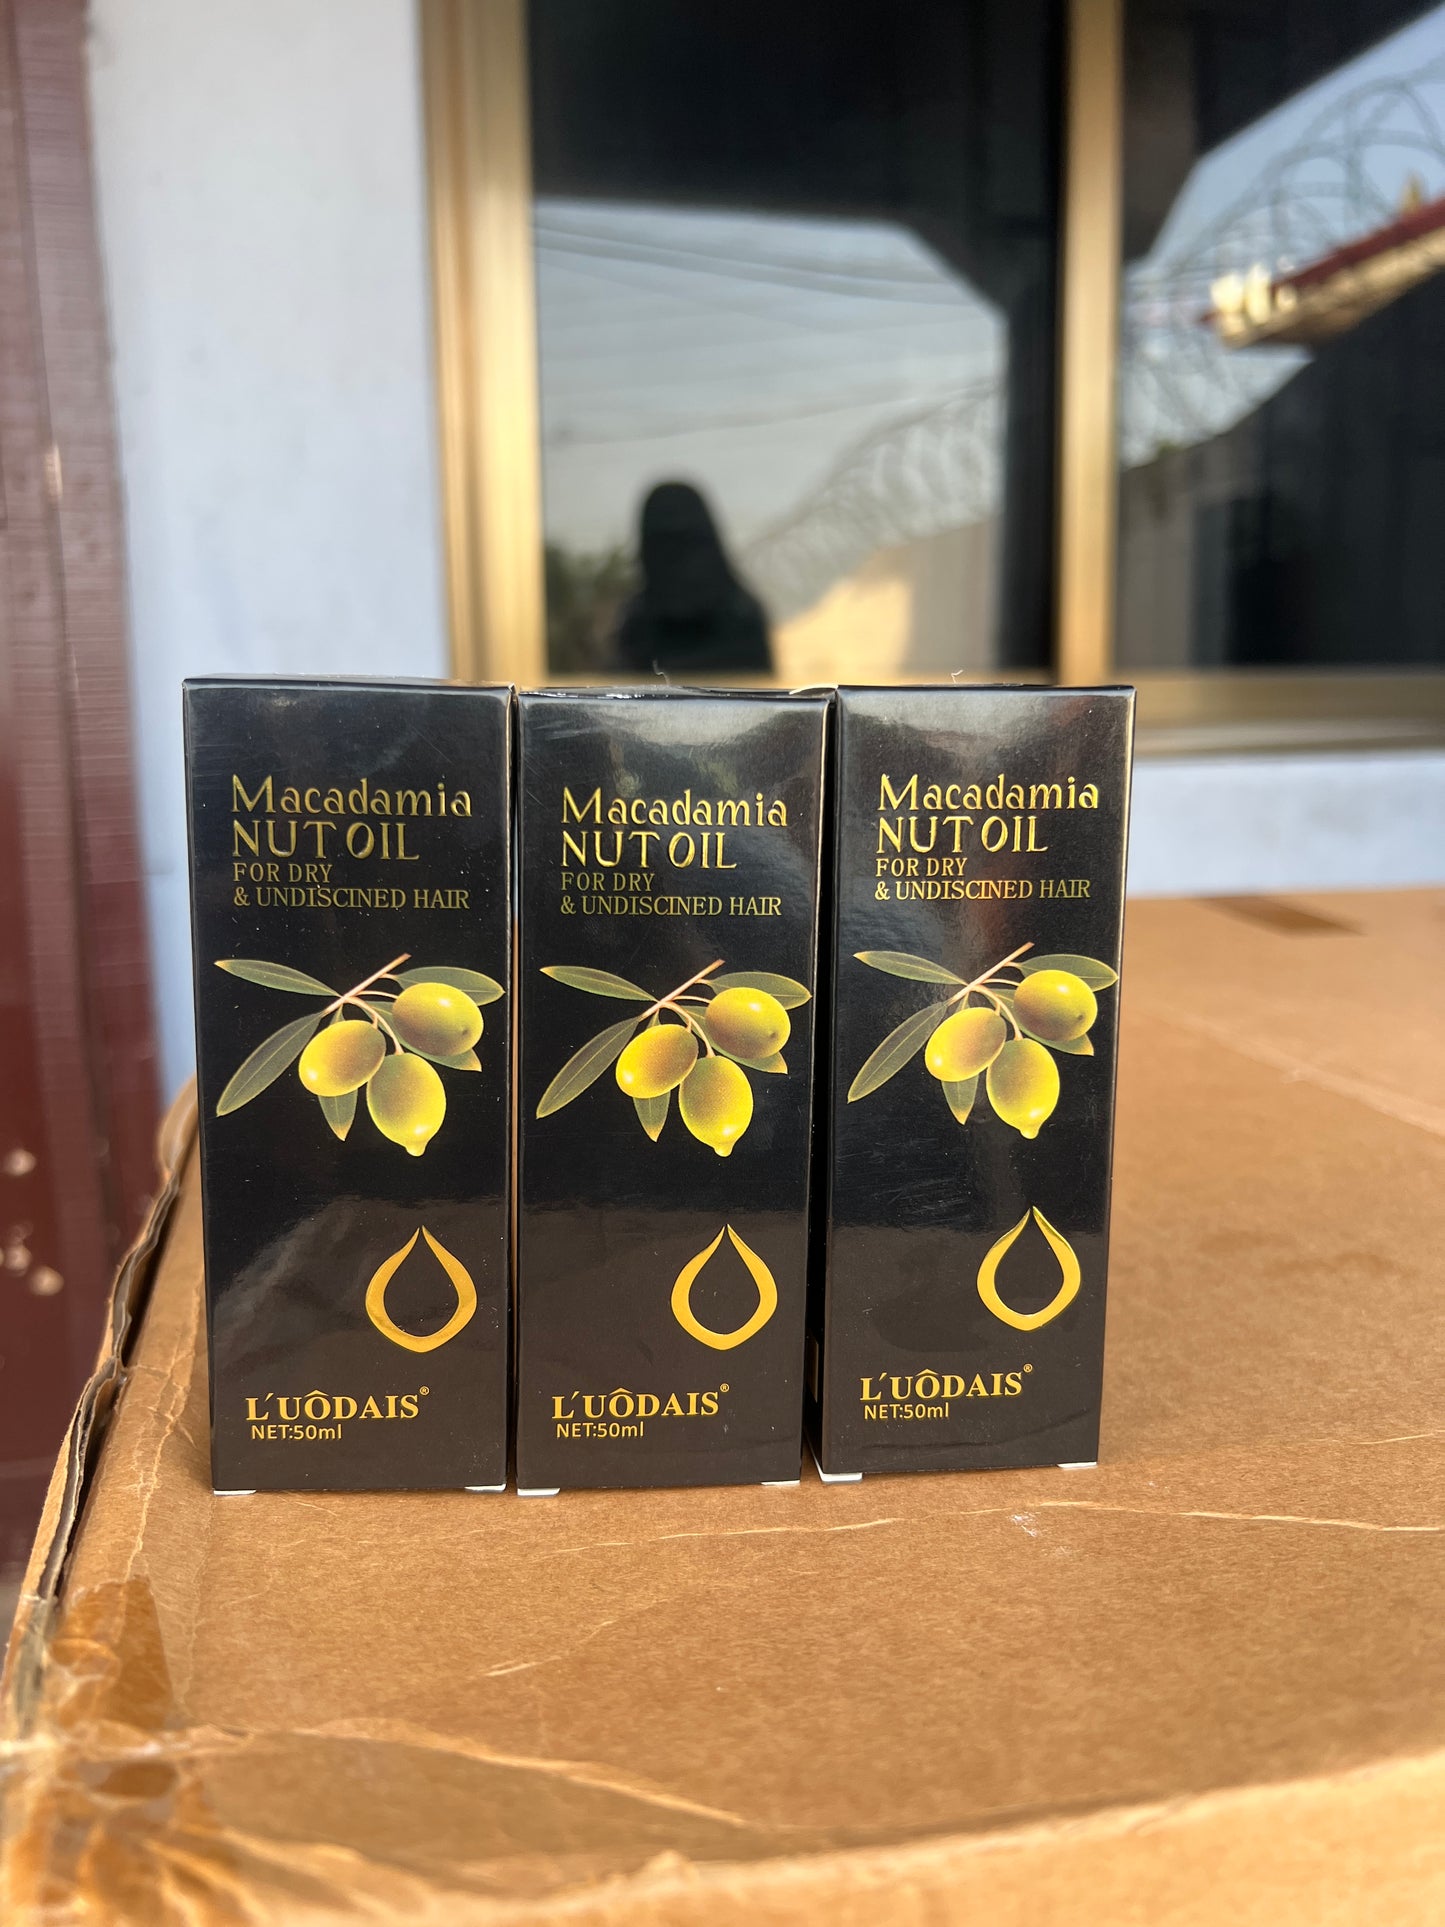 Macadamia
NUT OIL
FOR DRY
& UNDISCINED HAIR
L'UÔDAIS®
NET:50ml
Macadamia
NUT OIL
FOR DRY
& UNDISCINED HAIR
L'UÔDAIS®
NET:50ml
Macadamia
NUT OIL
FOR DRY
& UNDISCINED HAIR
L'UÔDAIS®
NET:50ml